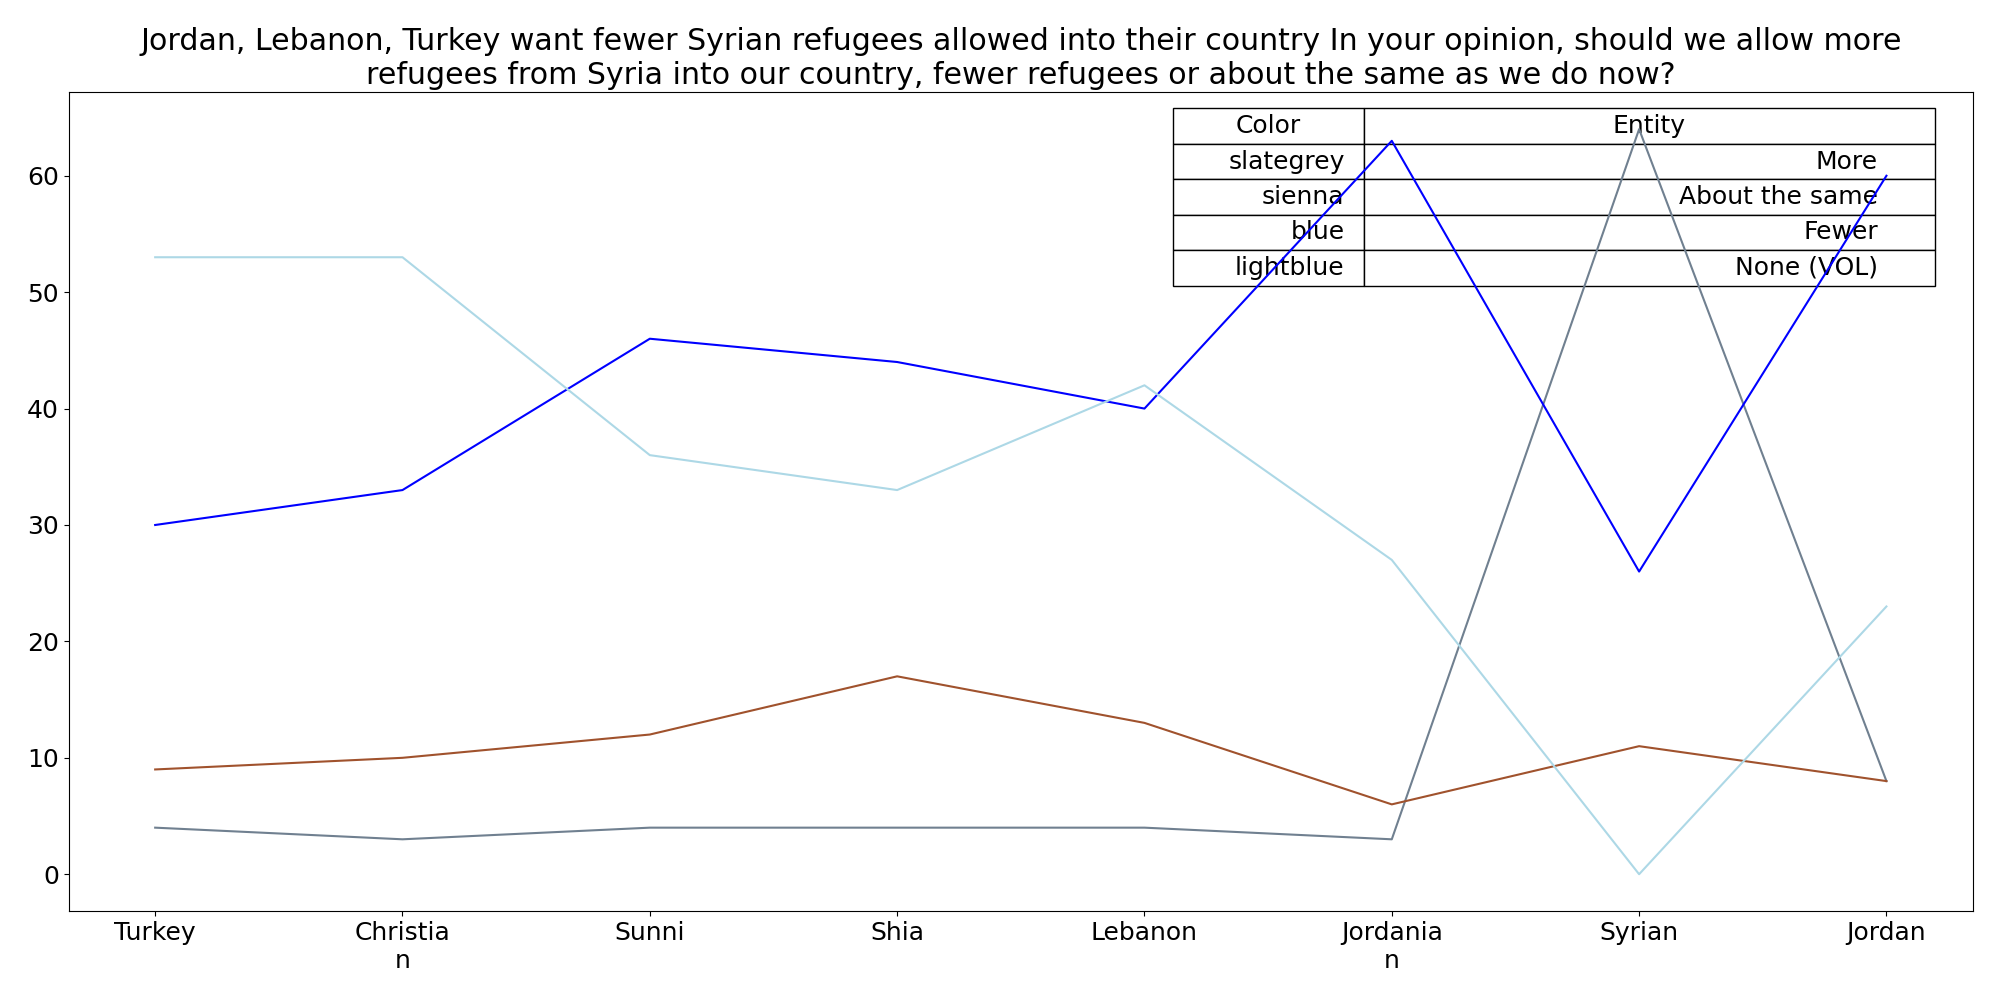 Jordan, Lebanon, Turkey want fewer Syrian refugees allowed into their country In your opinion, should we allow more
refugees from Syria into our country, fewer refugees or about the same as we do now?
Color Entity
slategrey More
sienna About the same
blue Fewer
lightblue None (VOL)
60
50
40
30
20
10
0
Turkey Christia Sunni Shia Lebanon Jordania Syrian Jordan
n n